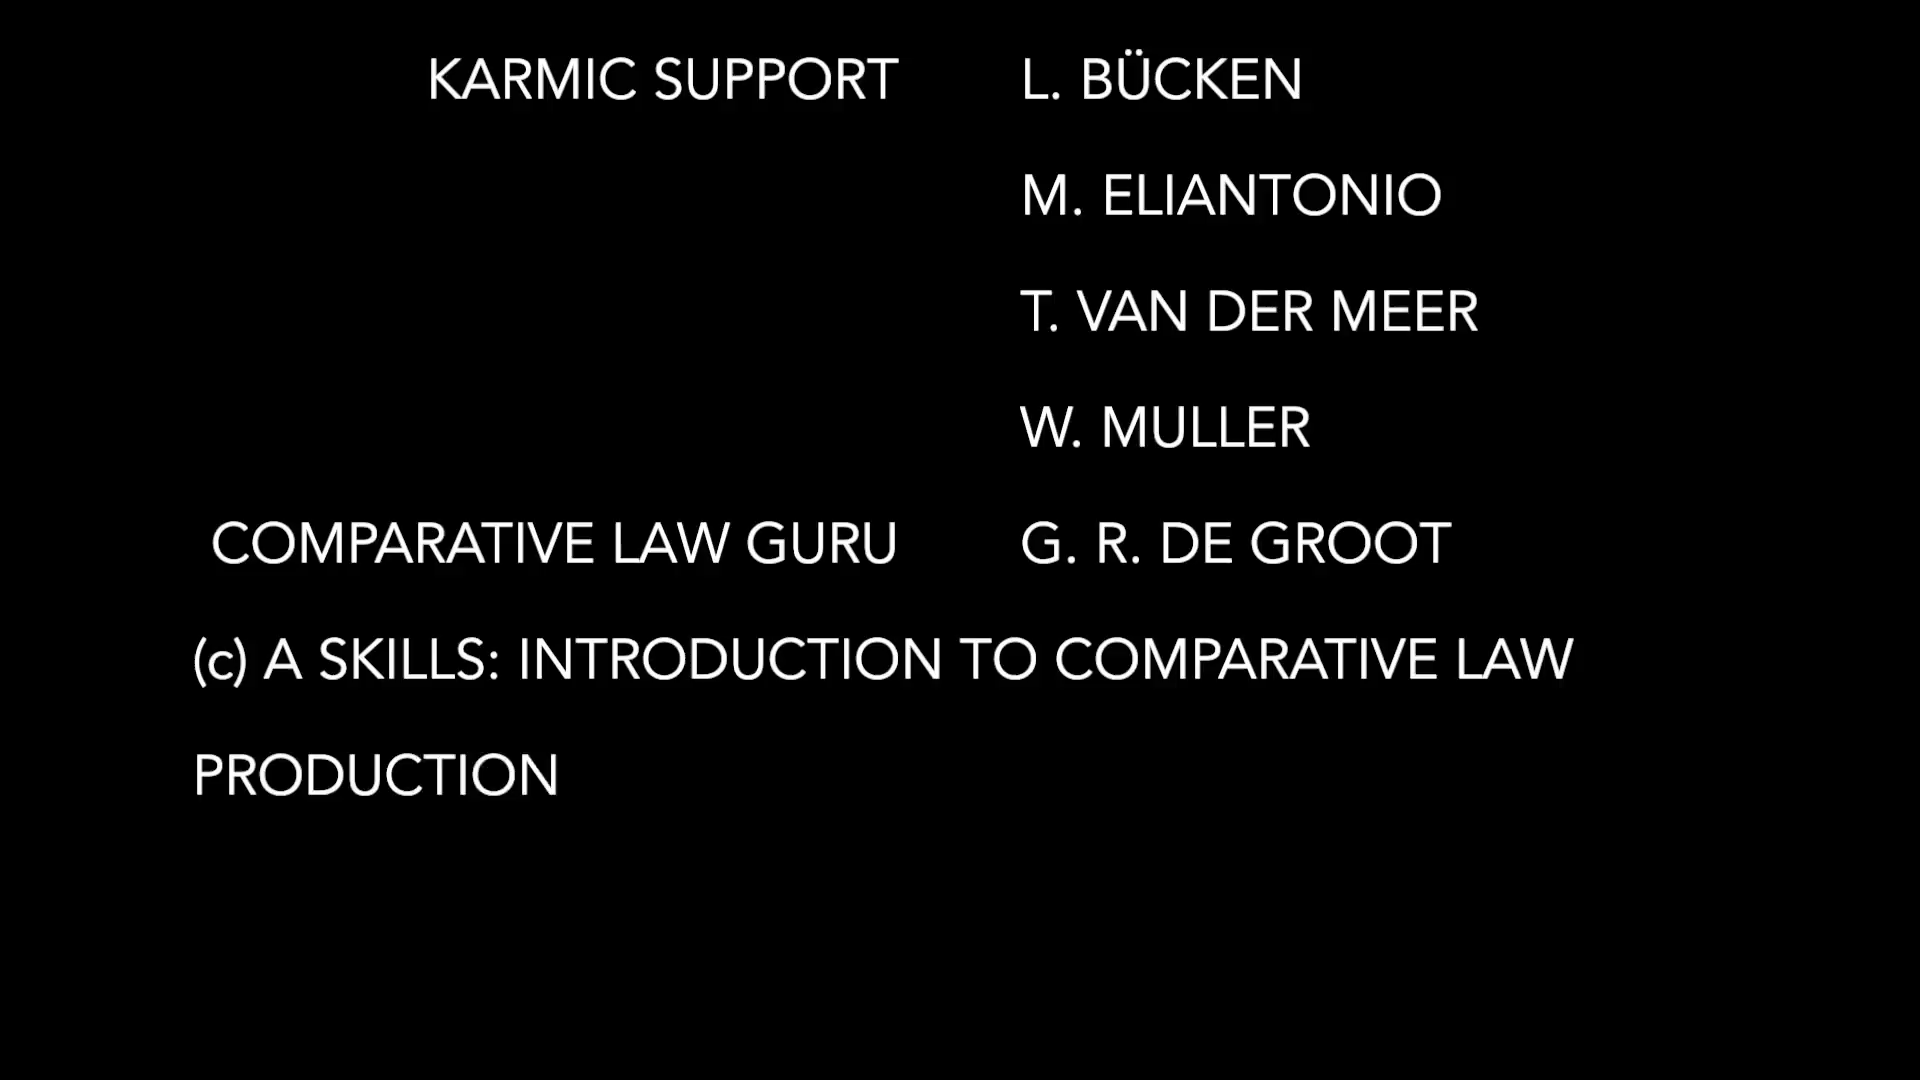 KARMIC SUPPORT L. BÜCKEN
M. ELIANTONIO
T. VAN DER MEER
W. MULLER
COMPARATIVE LAW GURU G. R. DE GROOT
(c) A SKILLS: INTRODUCTION TO COMPARATIVE LAW
PRODUCTION